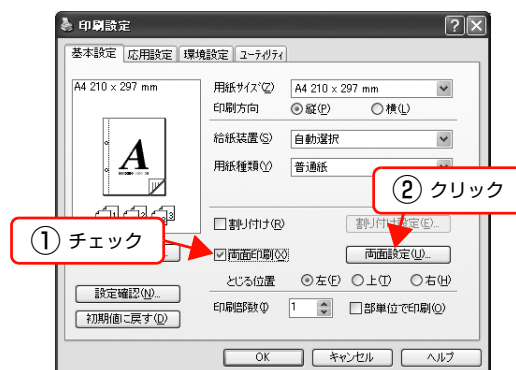 印刷設定
基本設定 応用設定 環境設定 ユーティリティ
A4 210 x 297 mm
用紙サイズ(Z) A4 210 x 297 mm
印刷方向 縦(P) 横(L)
給紙装置(S) 自動選択
用紙種類(Y) 普通紙
A
1 2 3
② クリック
割り付け(R) 割り付け設定(E)...
① チェック
両面印刷(X) 両面設定(U)...
とじる位置 左(F) 上(T) 右(H)
設定確認(N)...
印刷部数(I) 1 部単位で印刷(O)
初期値に戻す(D)
OK キャンセル ヘルプ